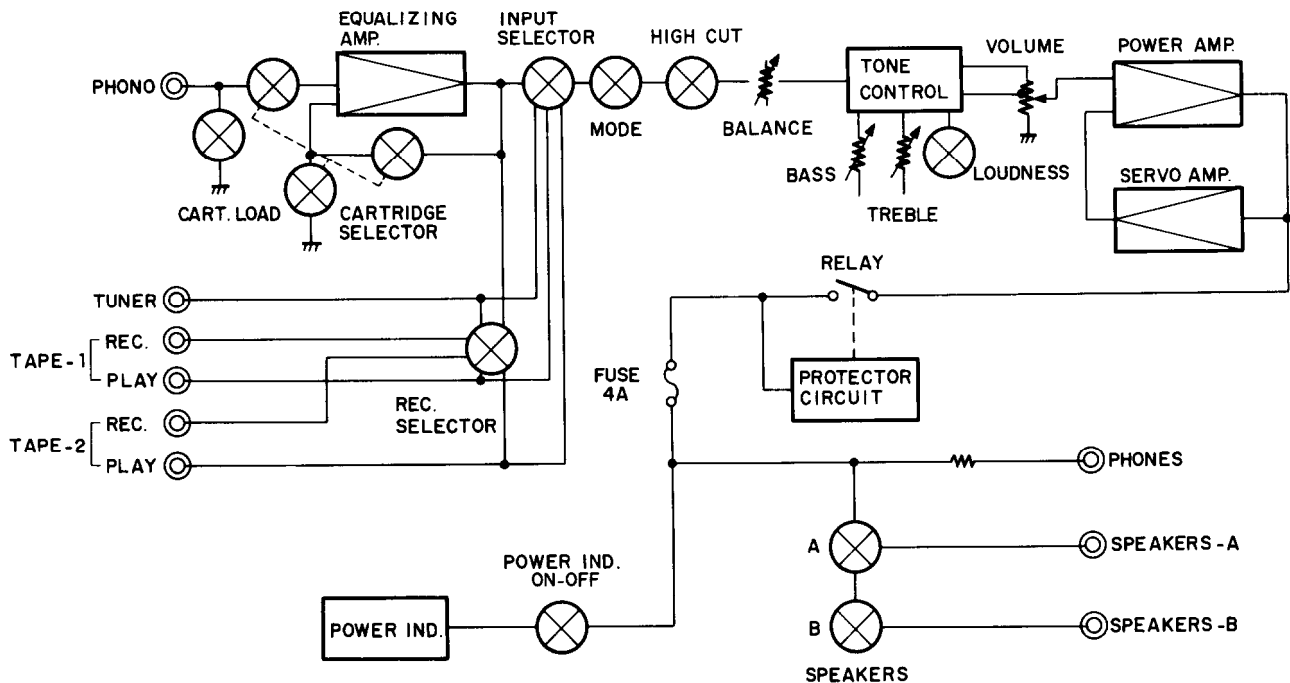 EQUALIZING
AMP.
INPUT
SELECTOR
HIGH CUT
VOLUME
POWER AMP.
PHONO
TONE
CONTROL
MODE
BALANCE
BASS
LOUDNESS
SERVO AMP.
TREBLE
CART. LOAD
CARTRIDGE
SELECTOR
RELAY
TUNER
TAPE-1
REC.
PLAY
FUSE
4A
PROTECTOR
CIRCUIT
REC.
SELECTOR
TAPE-2
REC.
PLAY
PHONES
A
SPEAKERS-A
POWER IND.
ON-OFF
POWER IND.
B
SPEAKERS-B
SPEAKERS